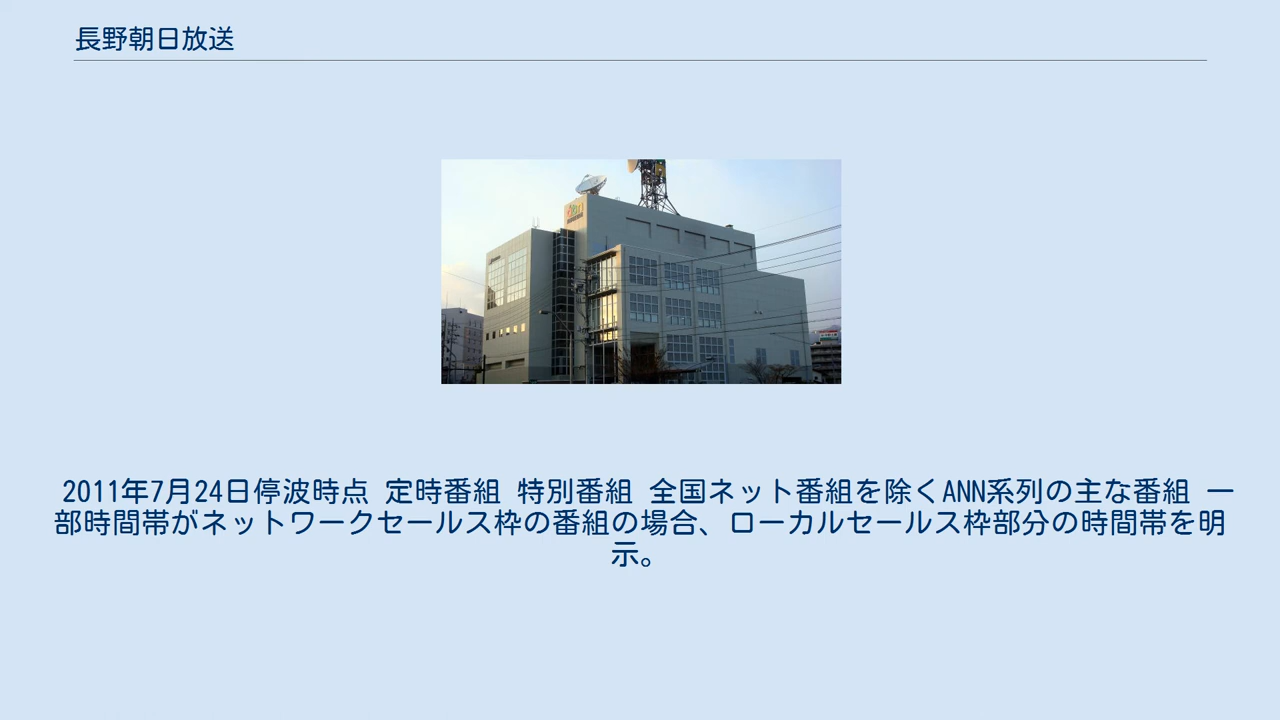 長野朝日放送
2011年7月24日停波時点 定時番組 特別番組 全国ネット番組を除くANN系列の主な番組 一
部時間帯がネットワークセールス枠の番組の場合、ローカルセールス枠部分の時間帯を明
示。